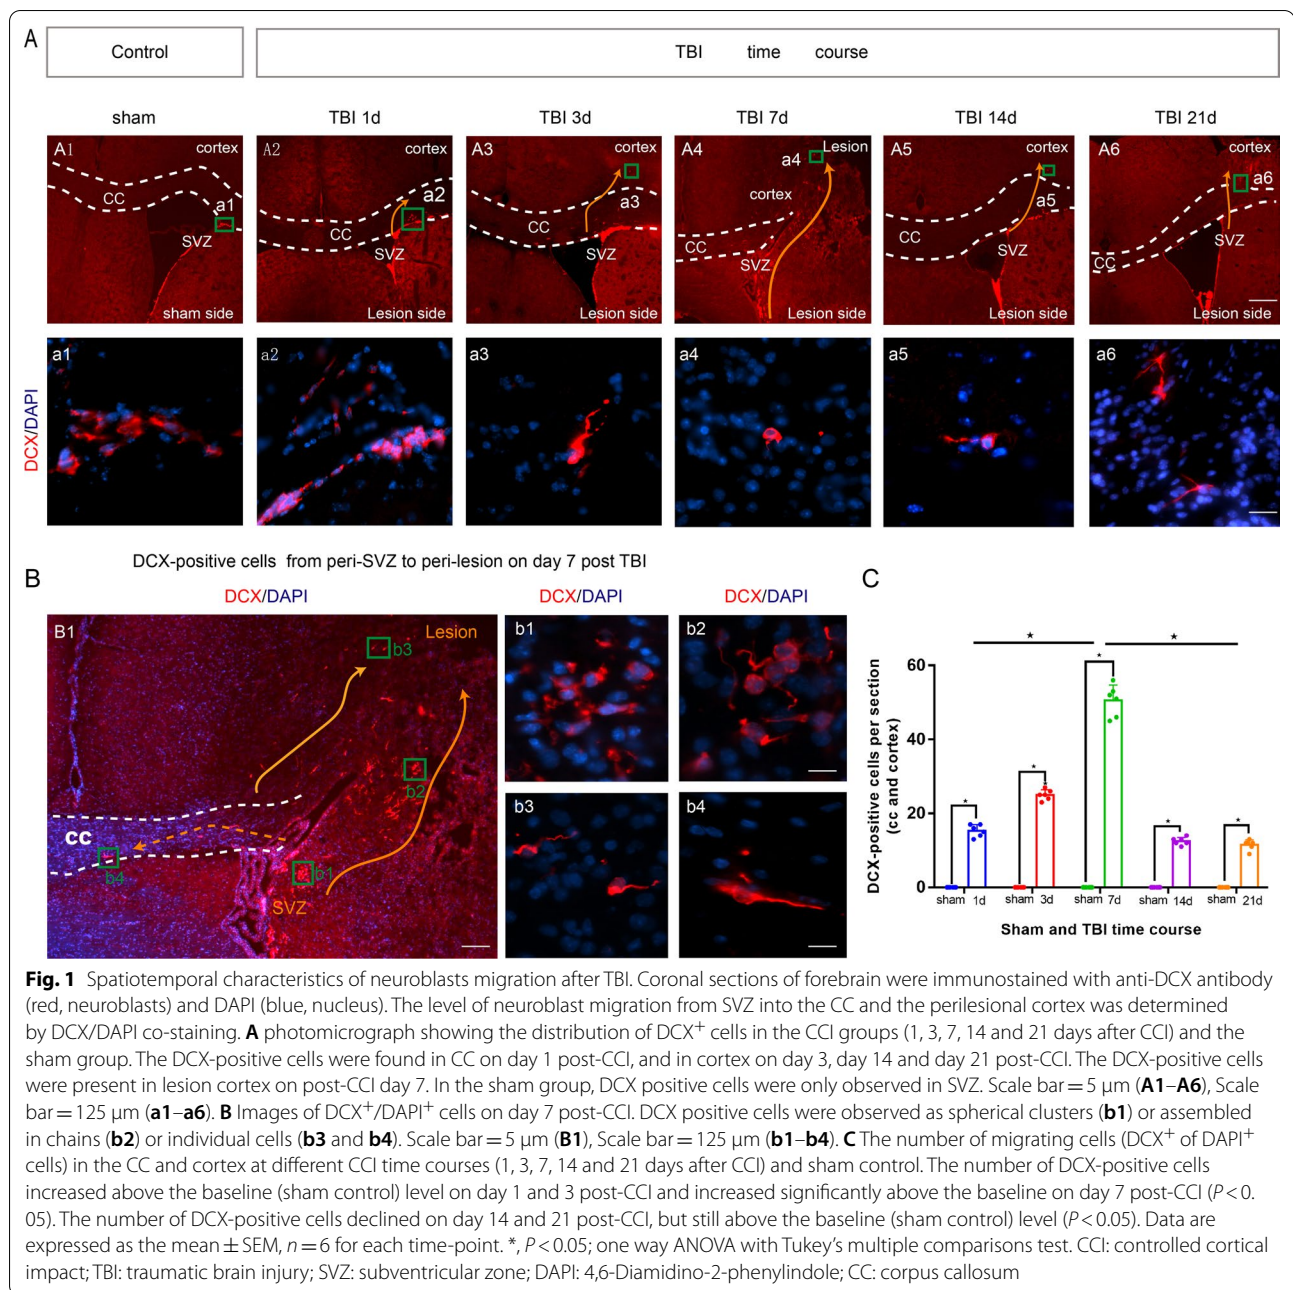 A
Control
TBI time course
sham
TBI 1d
TBI 3d
TBI 7d
TBI 14d
TBI 21d
A1
cortex
CC
a1
SVZ
sham side
A2
cortex
a2
CC
SVZ
Lesion side
A3
cortex
a3
CC
SVZ
Lesion side
A4
Lesion
a4
cortex
CC
SVZ
Lesion side
A5
cortex
a5
CC
SVZ
Lesion side
A6
cortex
a6
CC
SVZ
Lesion side
DCX/DAPI
a1
a2
a3
a4
a5
a6
DCX-positive cells from peri-SVZ to peri-lesion on day 7 post TBI
B
DCX/DAPI
DCX/DAPI
DCX/DAPI
B1
Lesion
b3
b2
cc
b4
b1
SVZ
b1
b2
b3
b4
C
DCX-positive cells per section
(cc and cortex)
60
40
20
0
sham 1d sham 3d sham 7d sham 14d sham 21d
Sham and TBI time course
Fig. 1 Spatiotemporal characteristics of neuroblasts migration after TBI. Coronal sections of forebrain were immunostained with anti-DCX antibody
(red, neuroblasts) and DAPI (blue, nucleus). The level of neuroblast migration from SVZ into the CC and the perilesional cortex was determined
by DCX/DAPI co-staining. A photomicrograph showing the distribution of DCX⁺ cells in the CCI groups (1, 3, 7, 14 and 21 days after CCI) and the
sham group. The DCX-positive cells were found in CC on day 1 post-CCI, and in cortex on day 3, day 14 and day 21 post-CCI. The DCX-positive cells
were present in lesion cortex on post-CCI day 7. In the sham group, DCX positive cells were only observed in SVZ. Scale bar = 5 μm (A1–A6), Scale
bar = 125 μm (a1–a6). B Images of DCX⁺/DAPI⁺ cells on day 7 post-CCI. DCX positive cells were observed as spherical clusters (b1) or assembled
in chains (b2) or individual cells (b3 and b4). Scale bar = 5 μm (B1), Scale bar = 125 μm (b1–b4). C The number of migrating cells (DCX⁺ of DAPI⁺
cells) in the CC and cortex at different CCI time courses (1, 3, 7, 14 and 21 days after CCI) and sham control. The number of DCX-positive cells
increased above the baseline (sham control) level on day 1 and 3 post-CCI and increased significantly above the baseline on day 7 post-CCI (P < 0.
05). The number of DCX-positive cells declined on day 14 and 21 post-CCI, but still above the baseline (sham control) level (P < 0.05). Data are
expressed as the mean ± SEM, n = 6 for each time-point. *, P < 0.05; one way ANOVA with Tukey's multiple comparisons test. CCI: controlled cortical
impact; TBI: traumatic brain injury; SVZ: subventricular zone; DAPI: 4,6-Diamidino-2-phenylindole; CC: corpus callosum